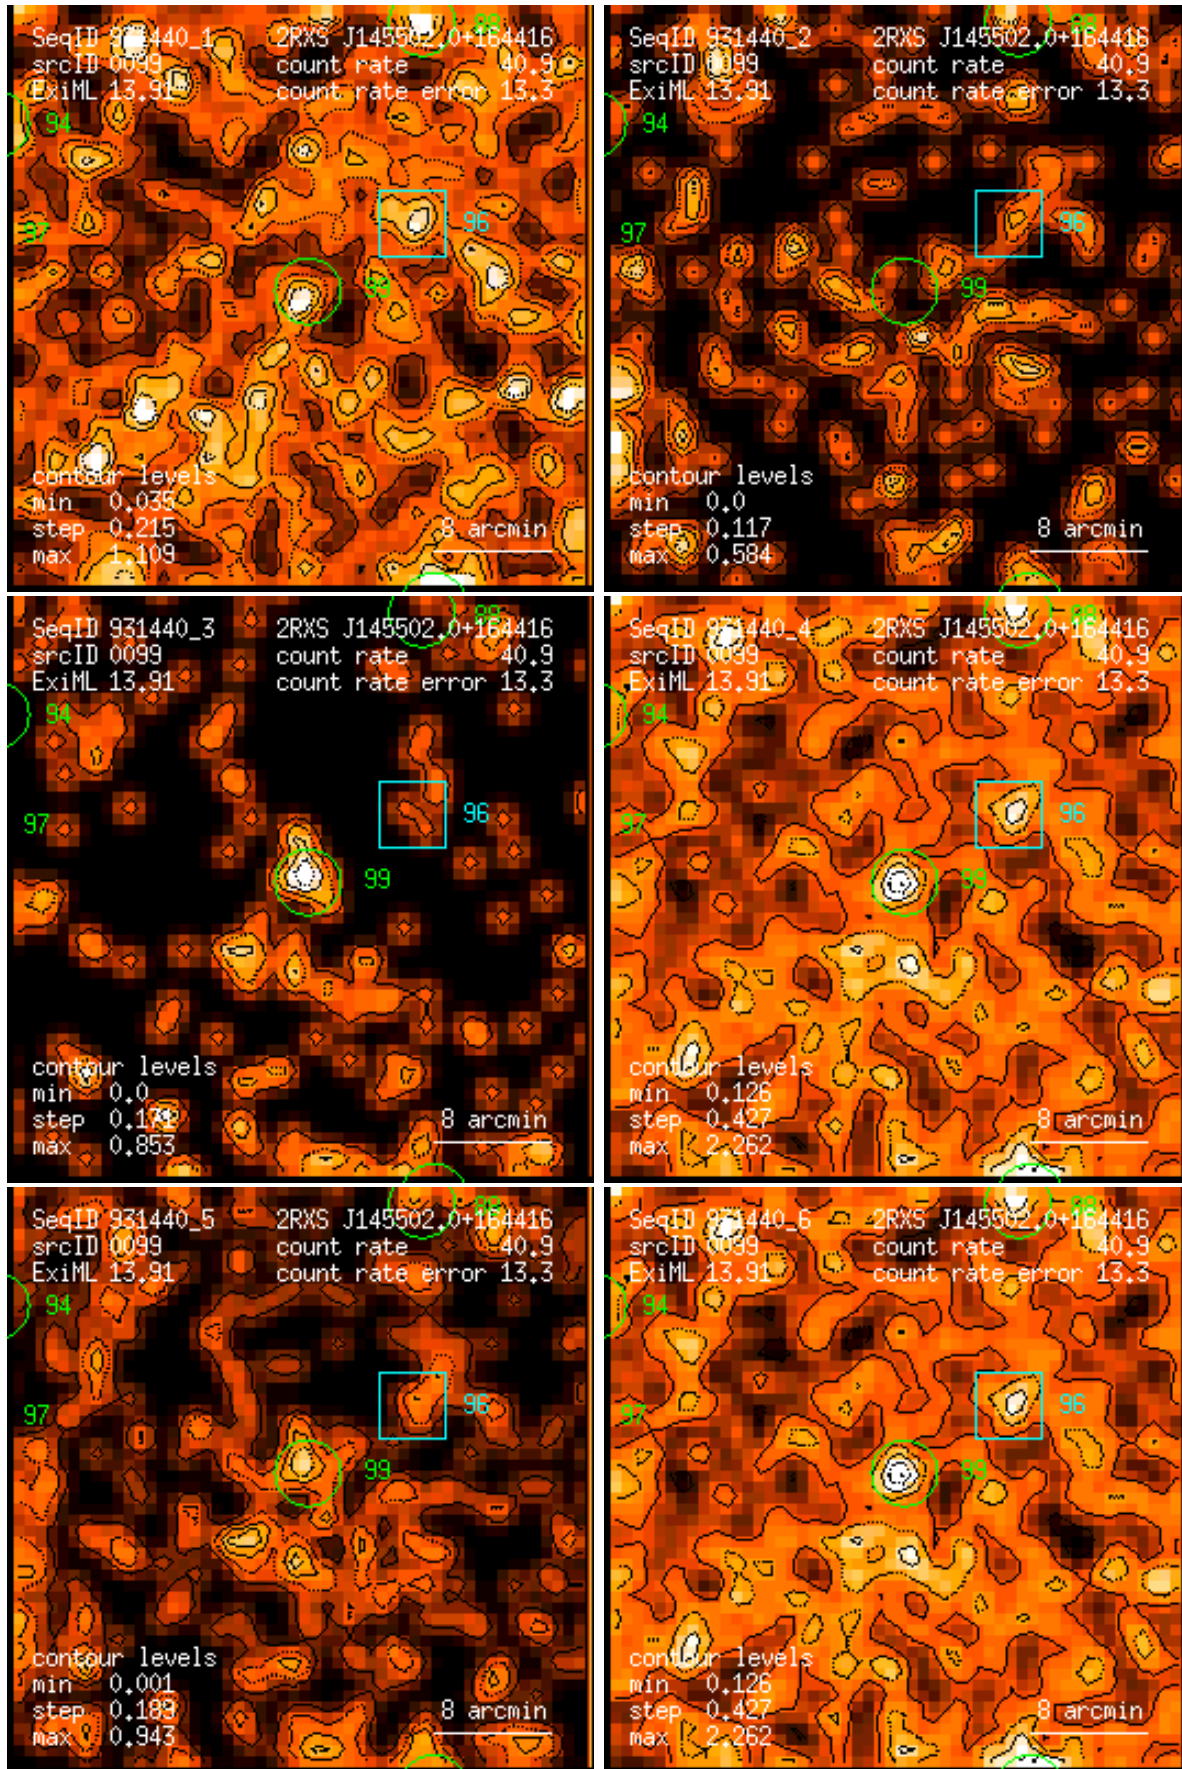 SeqID 931440_1 2RXS J145502.0+164416
srcID 0099 count rate 40.9
ExiML 13.91 count rate error 13.3
98
94
96
97
99
contour levels
min 0.035
step 0.215
max 1.109
8 arcmin
SeqID 931440_2 2RXS J145502.0+164416
srcID 0099 count rate 40.9
ExiML 13.91 count rate error 13.3
98
94
96
97
99
contour levels
min 0.0
step 0.117
max 0.584
8 arcmin
SeqID 931440_3 2RXS J145502.0+164416
srcID 0099 count rate 40.9
ExiML 13.91 count rate error 13.3
98
94
96
97
99
contour levels
min 0.0
step 0.171
max 0.853
8 arcmin
SeqID 931440_4 2RXS J145502.0+164416
srcID 0099 count rate 40.9
ExiML 13.91 count rate error 13.3
98
94
96
97
99
contour levels
min 0.126
step 0.427
max 2.262
8 arcmin
SeqID 931440_5 2RXS J145502.0+164416
srcID 0099 count rate 40.9
ExiML 13.91 count rate error 13.3
98
94
96
97
99
contour levels
min 0.001
step 0.189
max 0.943
8 arcmin
SeqID 931440_6 2RXS J145502.0+164416
srcID 0099 count rate 40.9
ExiML 13.91 count rate error 13.3
98
94
96
97
99
contour levels
min 0.126
step 0.427
max 2.262
8 arcmin